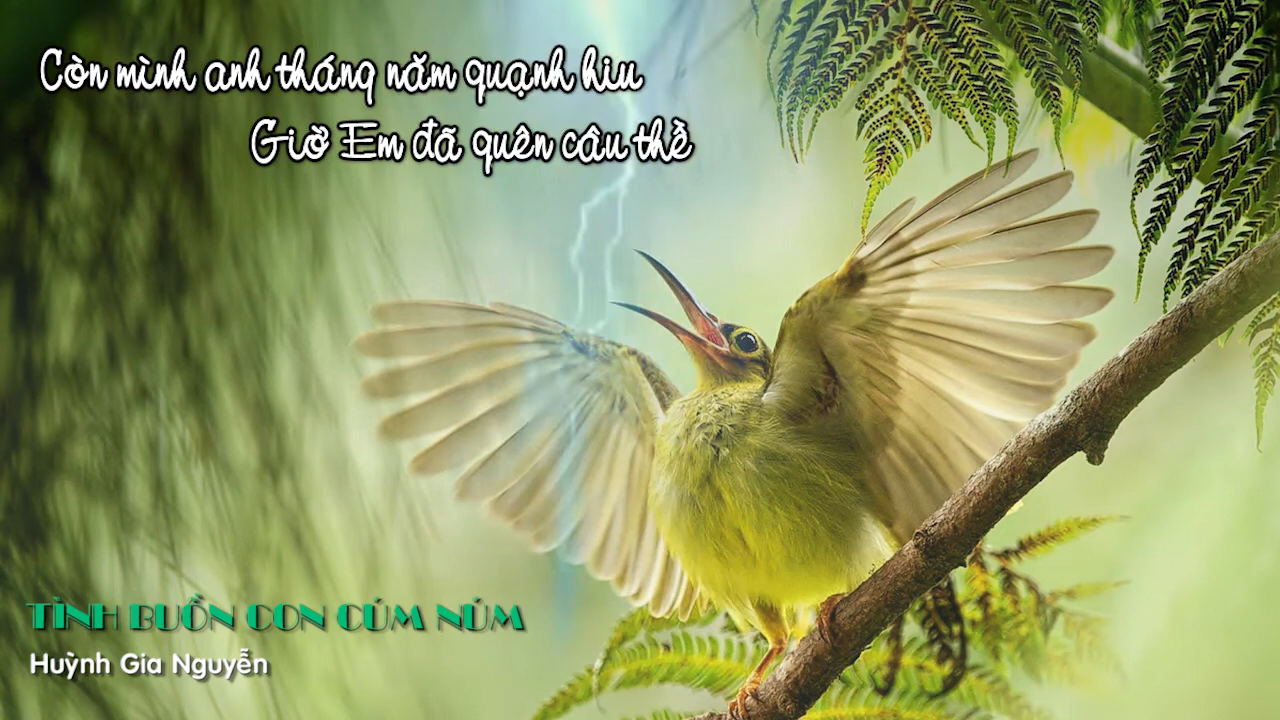 Còn mình anh tháng năm quạnh hiu
Giờ Em đã quên câu thề
TÌNH BUỒN CON CÚM NÚM
Huỳnh Gia Nguyễn